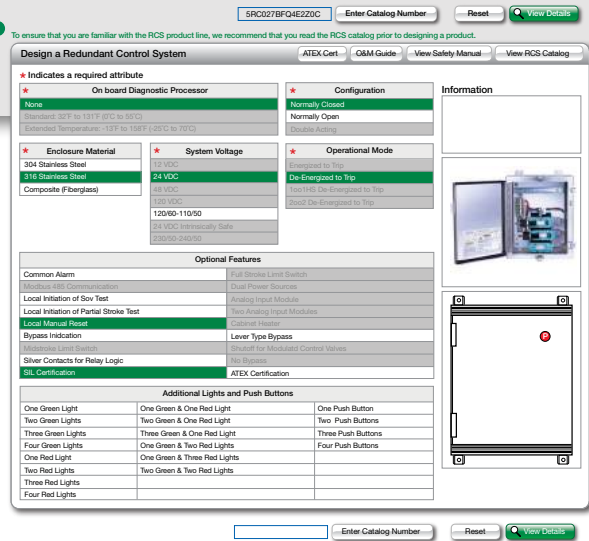 5RC027BFQ4E2Z0C Enter Catalog Number Reset View Details
To ensure that you are familiar with the RCS product line, we recommend that you read the RCS catalog prior to designing a product.
Design a Redundant Control System ATEX Cert O&M Guide View Safety Manual View RCS Catalog
★ Indicates a required attribute
★ On board Diagnostic Processor
None
Standard: 32˚F to 131˚F (0˚C to 55˚C)
Extended Temperature: -13˚F to 158˚F (-25˚C to 70˚C)
★ Configuration
Normally Closed
Normally Open
Double Acting
Information
★ Enclosure Material
304 Stainless Steel
316 Stainless Steel
Composite (Fiberglass)
★ System Voltage
12 VDC
24 VDC
48 VDC
120 VDC
120/60-110/50
24 VDC Intrinsically Safe
230/50-240/50
★ Operational Mode
Energized to Trip
De-Energized to Trip
1oo1HS De-Energized to Trip
2oo2 De-Energized to Trip
Optional Features
Common Alarm Full Stroke Limit Switch
Modbus 485 Communication Dual Power Sources
Local Initiation of Sov Test Analog Input Module
Local Initiation of Partial Stroke Test Two Analog Input Modules
Local Manual Reset Cabinet Heater
Bypass Inidcation Lever Type Bypass
Midstroke Limit Switch Shutoff for Modulatd Control Valves
Silver Contacts for Relay Logic No Bypass
SIL Certification ATEX Certification
Additional Lights and Push Buttons
One Green Light One Green & One Red Light One Push Button
Two Green Lights Two Green & One Red Light Two Push Buttons
Three Green Lights Three Green & One Red Light Three Push Buttons
Four Green Lights One Green & Two Red Lights Four Push Buttons
One Red Light One Green & Three Red Lights
Two Red Lights Two Green & Two Red Lights
Three Red Lights
Four Red Lights
P
Enter Catalog Number Reset View Details